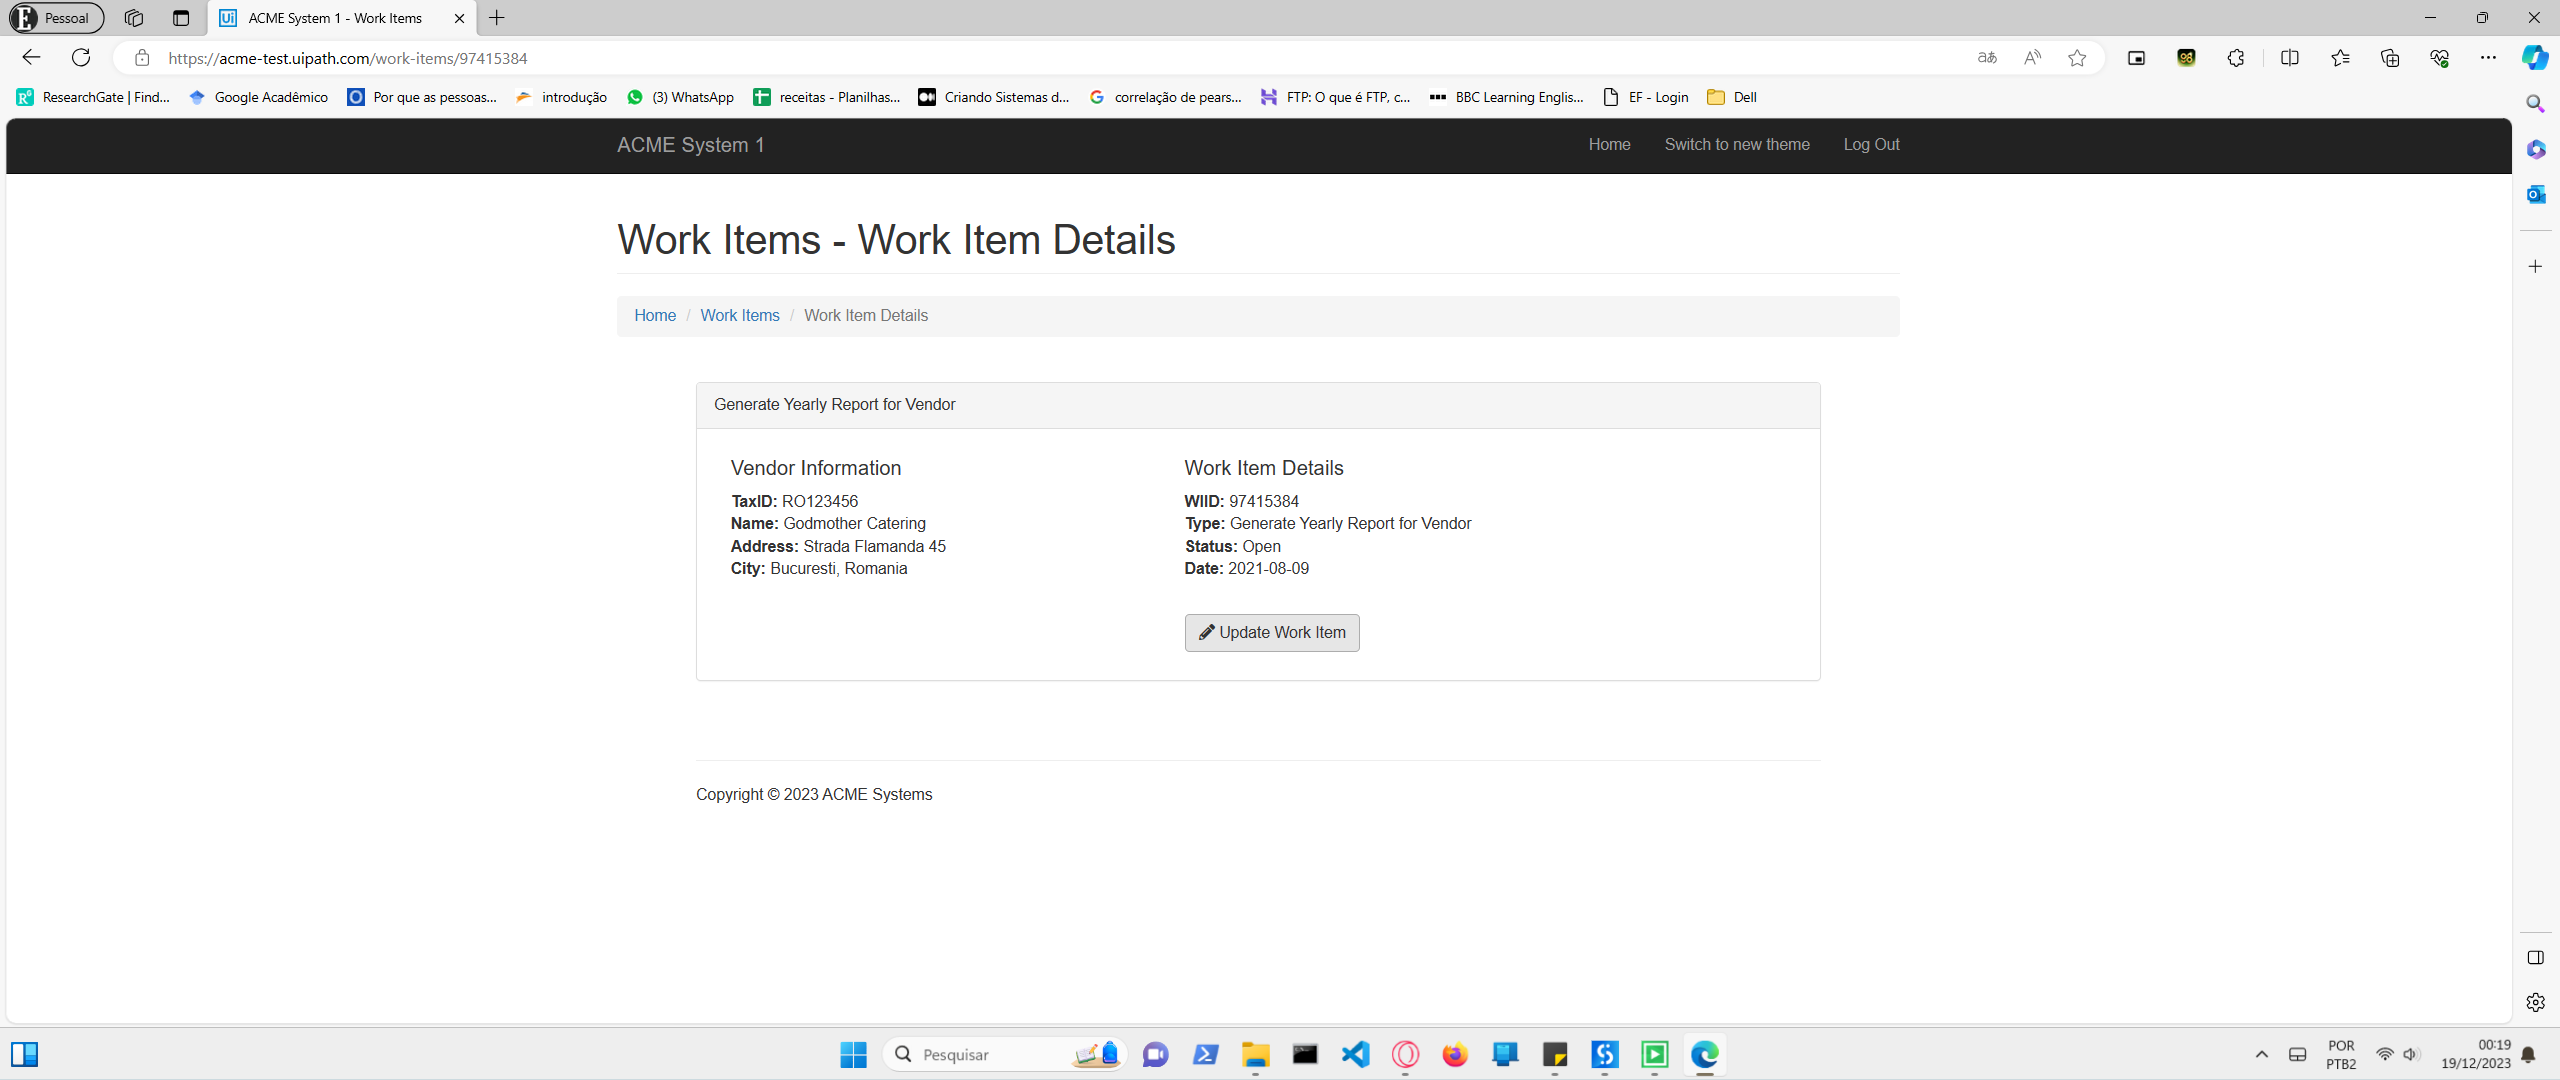 Pessoal
ACME System 1 - Work Items
https://acme-test.uipath.com/work-items/97415384
ResearchGate | Find...
Google Acadêmico
Por que as pessoas...
introdução
(3) WhatsApp
receitas - Planilhas...
Criando Sistemas d...
correlação de pears...
FTP: O que é FTP, c...
BBC Learning Englis...
EF - Login
Dell
ACME System 1
Home
Switch to new theme
Log Out
Work Items - Work Item Details
Home / Work Items / Work Item Details
Generate Yearly Report for Vendor
Vendor Information
TaxID: RO123456
Name: Godmother Catering
Address: Strada Flamanda 45
City: Bucuresti, Romania
Work Item Details
WIID: 97415384
Type: Generate Yearly Report for Vendor
Status: Open
Date: 2021-08-09
Update Work Item
Copyright © 2023 ACME Systems
Pesquisar
POR
PTB2
00:19
19/12/2023